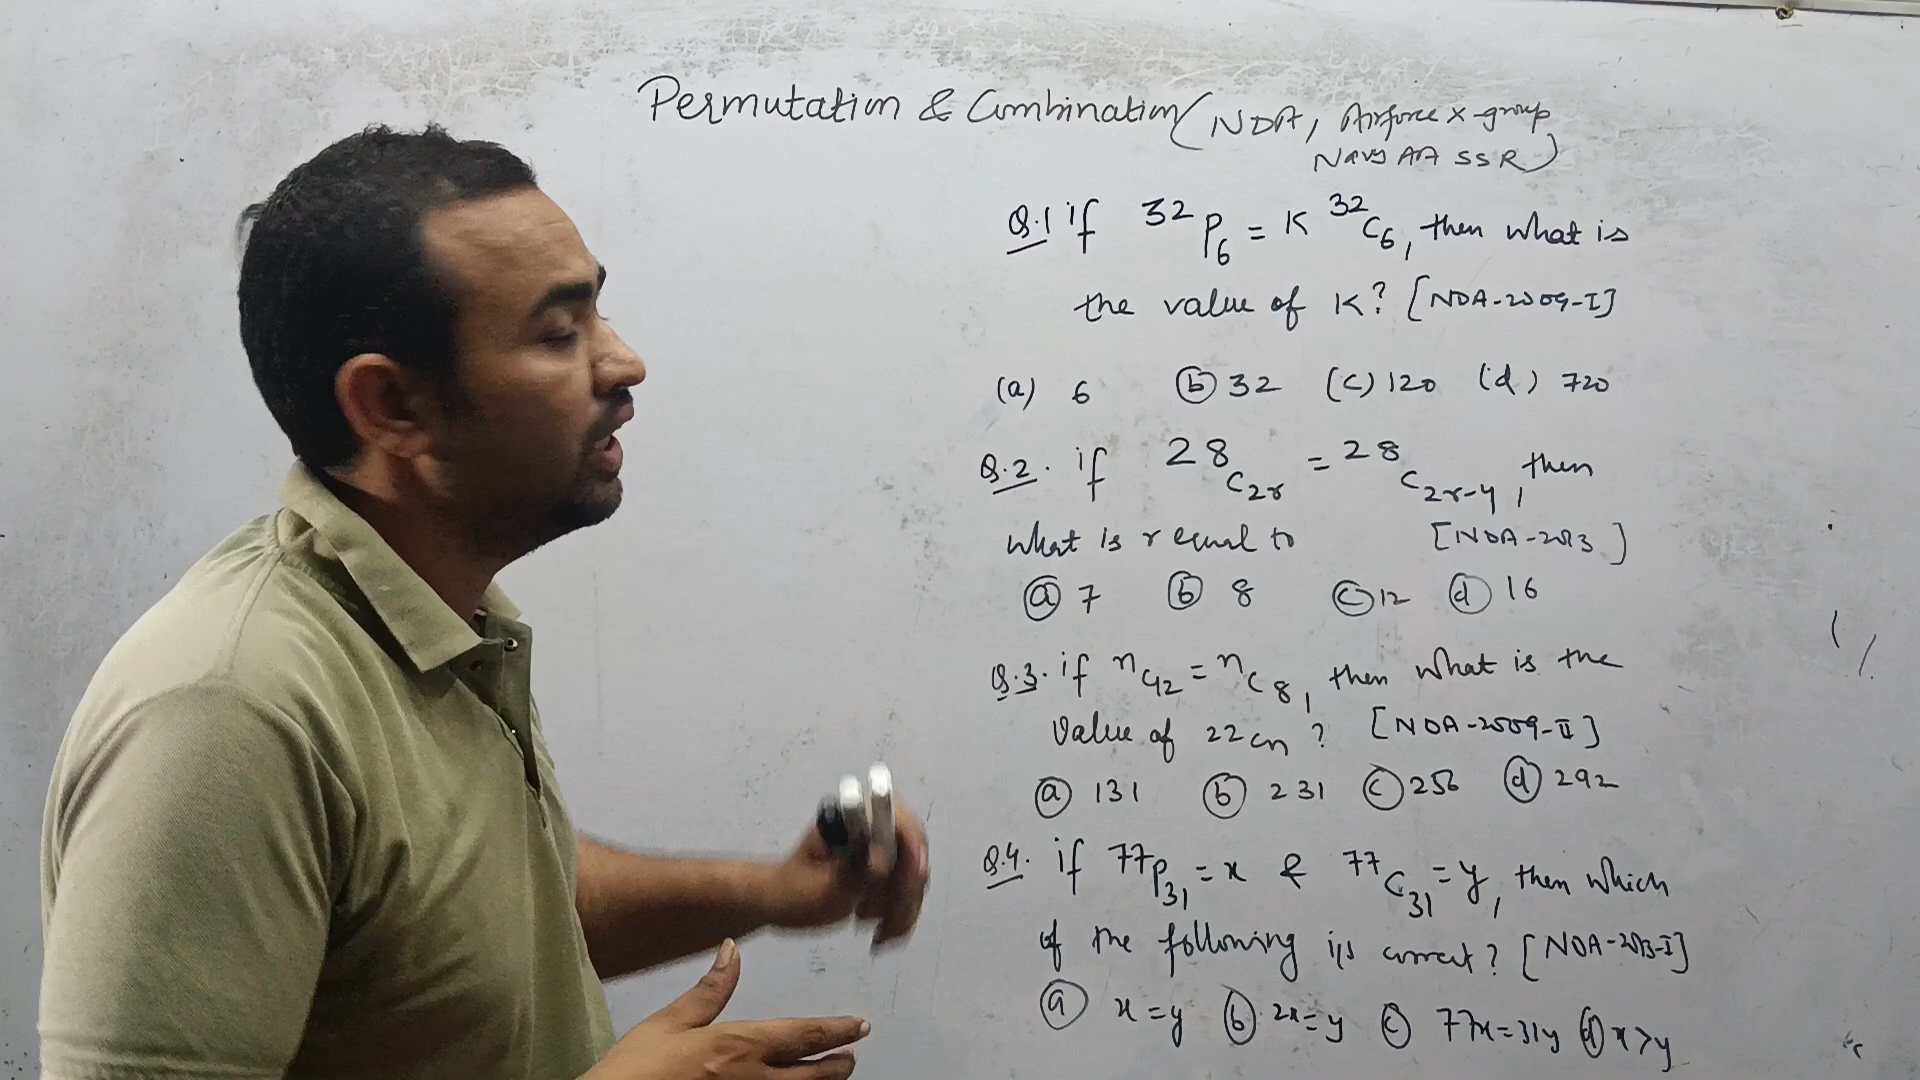 Permutation & Combination (NDA, Airforce X-group
Navy AA SSR)
Q.1 if 32P6 = K 32C6, then what is
the value of K? [NDA-2009-I]
(a) 6 (b) 32 (c) 120 (d) 720
Q.2. if 28C2r = 28C2r-4, then
what is r equal to [NDA-2013]
(a) 7 (b) 8 (c) 12 (d) 16
Q.3. if nC12 = nC8, then what is the
value of 22Cn? [NDA-2009-II]
(a) 131 (b) 231 (c) 256 (d) 292
Q.4. if 77P31 = x & 77C31 = y, then which
of the following is correct? [NDA-2013-I]
(a) x=y (b) 2x=y (c) 77x=31y (d) x>y